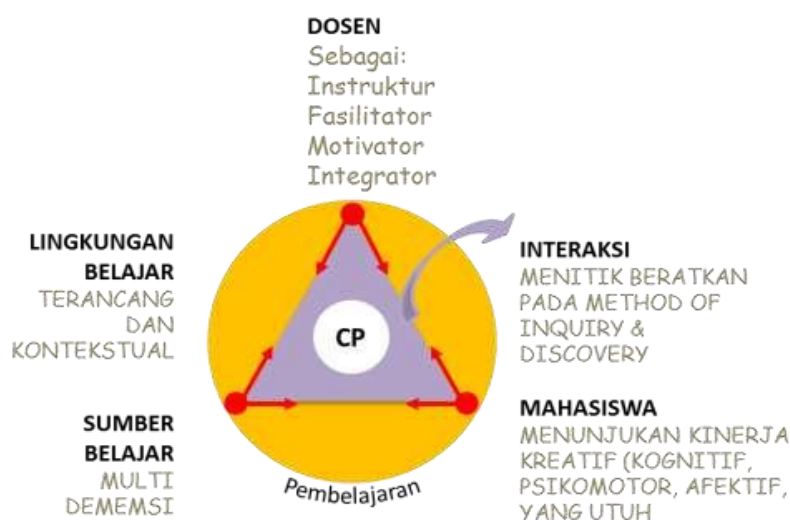 DOSEN
Sebagai:
Instruktur
Fasilitator
Motivator
Integrator
LINGKUNGAN
BELAJAR
TERANCANG
DAN
KONTEKSTUAL
INTERAKSI
MENITIK BERATKAN
PADA METHOD OF
INQUIRY &
DISCOVERY
CP
SUMBER
BELAJAR
MULTI
DEMEMSI
MAHASISWA
MENUNJUKAN KINERJA
KREATIF (KOGNITIF,
PSIKOMOTOR, AFEKTIF,
YANG UTUH
Pembelajaran